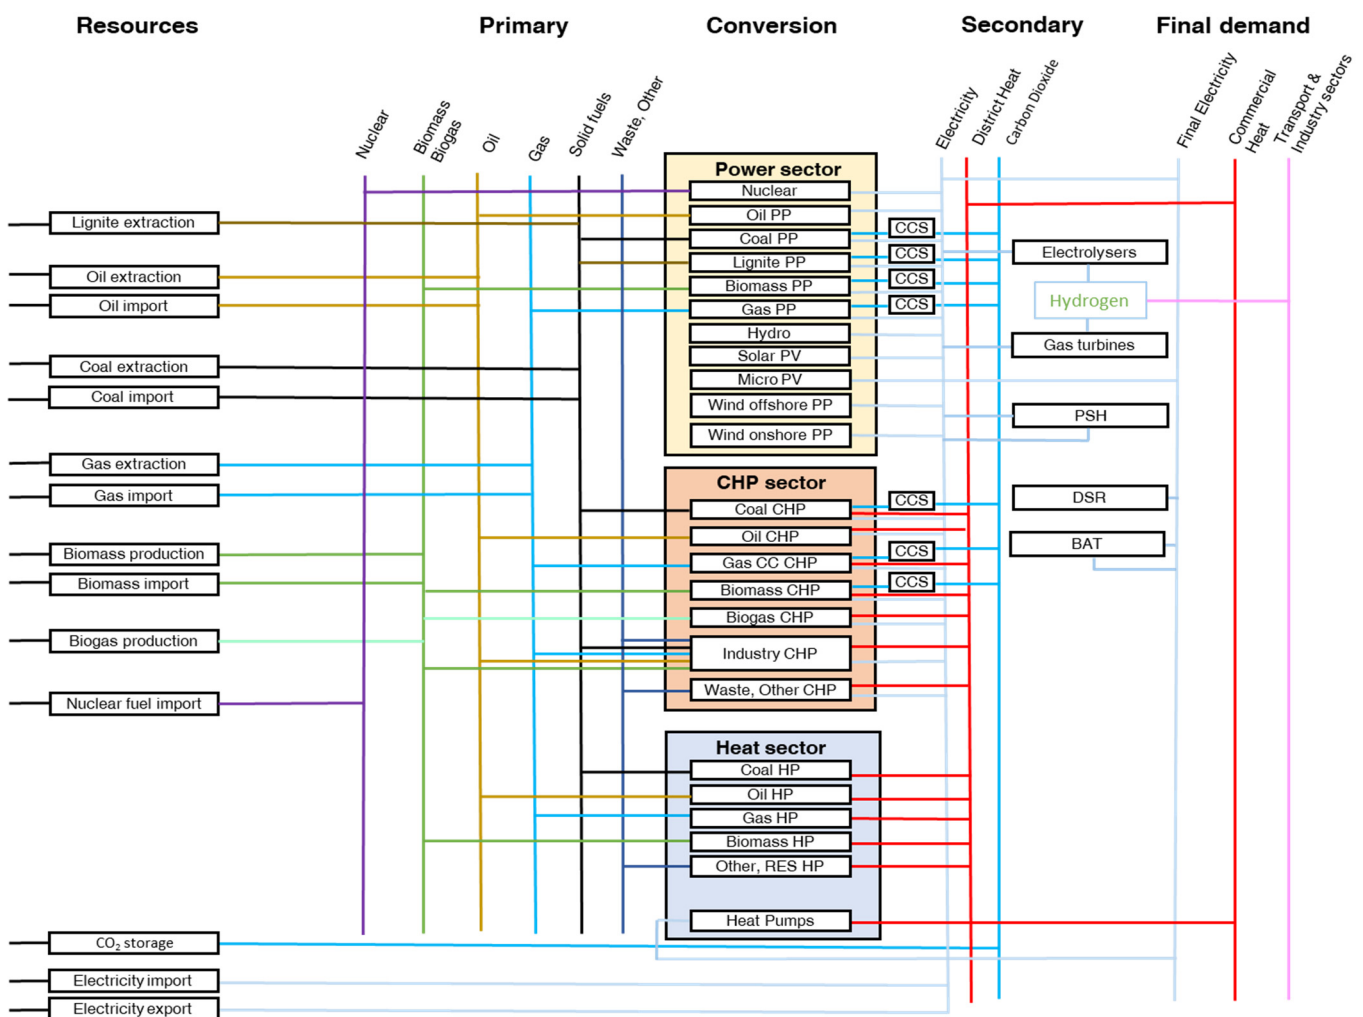 Resources
Primary
Conversion
Secondary
Final demand
Nuclear
Biomass
Biogas
Oil
Gas
Solid fuels
Waste, Other
Electricity
District Heat
Carbon Dioxide
Final Electricity
Commercial
Heat
Transport &
Industry sectors
Lignite extraction
Oil extraction
Oil import
Coal extraction
Coal import
Gas extraction
Gas import
Biomass production
Biomass import
Biogas production
Nuclear fuel import
CO₂ storage
Electricity import
Electricity export
Power sector
Nuclear
Oil PP
Coal PP
Lignite PP
Biomass PP
Gas PP
Hydro
Solar PV
Micro PV
Wind offshore PP
Wind onshore PP
CHP sector
Coal CHP
Oil CHP
Gas CC CHP
Biomass CHP
Biogas CHP
Industry CHP
Waste, Other CHP
Heat sector
Coal HP
Oil HP
Gas HP
Biomass HP
Other, RES HP
Heat Pumps
CCS
CCS
CCS
CCS
CCS
CCS
CCS
Electrolysers
Hydrogen
Gas turbines
PSH
DSR
BAT